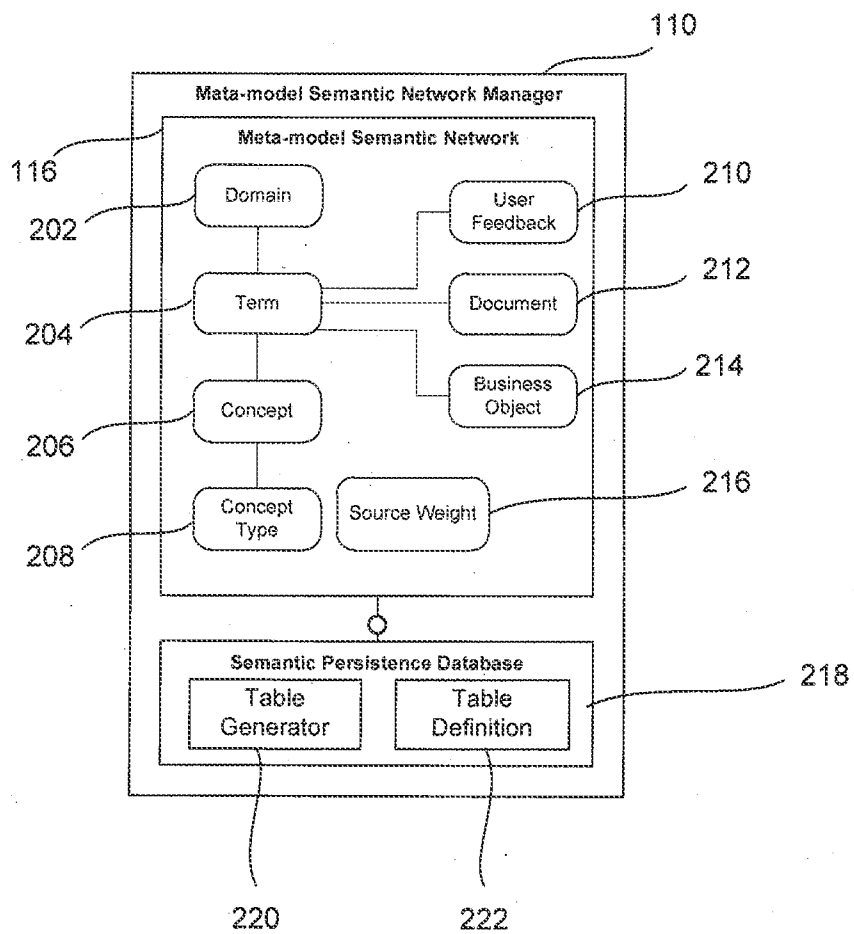 110
Mata-model Semantic Network Manager
116
Meta-model Semantic Network
Domain
202
User
Feedback
210
Term
204
Document
212
Concept
206
Business
Object
214
Concept
Type
208
Source Weight
216
Semantic Persistence Database
218
Table
Generator
Table
Definition
220
222